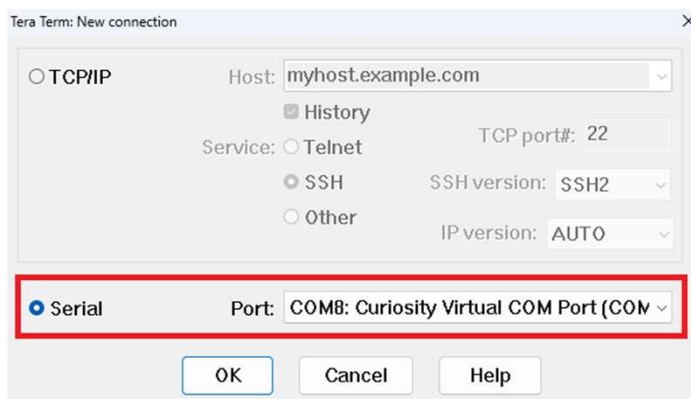 Tera Term: New connection
TCP/IP
Host: myhost.example.com
History
Service: Telnet
TCP port#: 22
SSH
SSH version: SSH2
Other
IP version: AUTO
Serial
Port: COM8: Curiosity Virtual COM Port (COM
OK
Cancel
Help